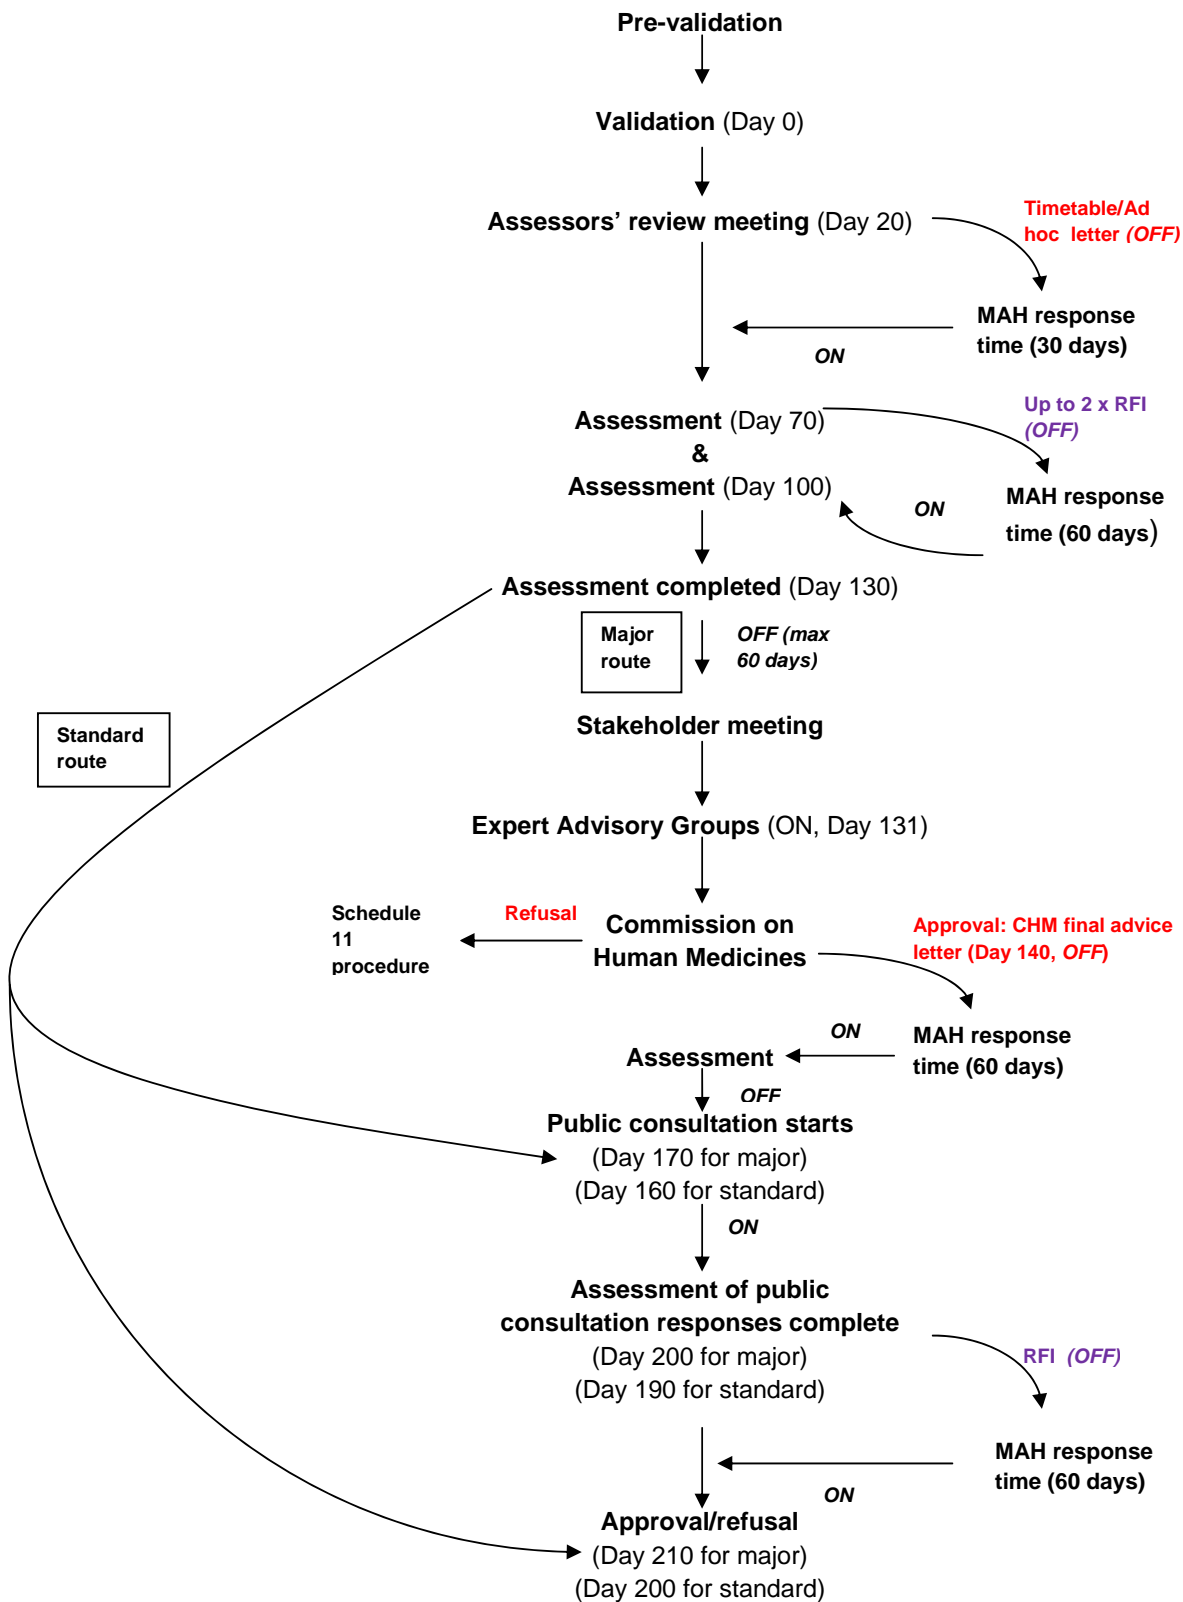 Pre-validation
Validation (Day 0)
Assessors’ review meeting (Day 20)
Timetable/Ad
hoc letter (OFF)
MAH response
time (30 days)
ON
Assessment (Day 70)
&
Assessment (Day 100)
Up to 2 x RFI
(OFF)
MAH response
time (60 days)
ON
Assessment completed (Day 130)
Major
route
OFF (max
60 days)
Standard
route
Stakeholder meeting
Expert Advisory Groups (ON, Day 131)
Schedule
11
procedure
Refusal
Commission on
Human Medicines
Approval: CHM final advice
letter (Day 140, OFF)
MAH response
time (60 days)
ON
Assessment
OFF
Public consultation starts
(Day 170 for major)
(Day 160 for standard)
ON
Assessment of public
consultation responses complete
(Day 200 for major)
(Day 190 for standard)
RFI (OFF)
MAH response
time (60 days)
ON
Approval/refusal
(Day 210 for major)
(Day 200 for standard)